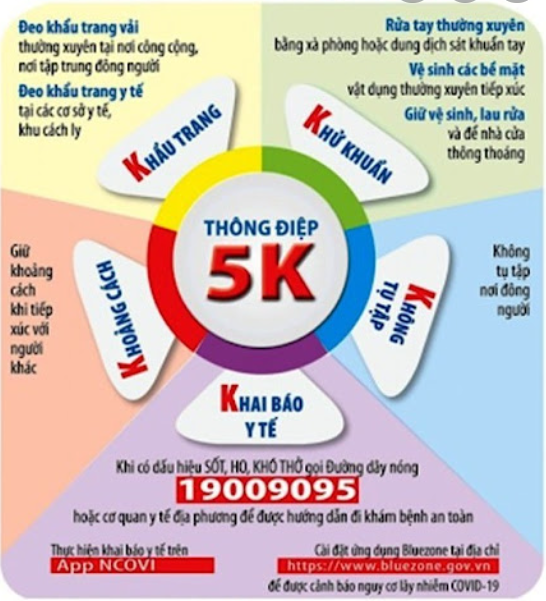 Đeo khẩu trang vải
thường xuyên tại nơi công cộng,
nơi tập trung đông người
Đeo khẩu trang y tế
tại các cơ sở y tế,
khu cách ly
Rửa tay thường xuyên
bằng xà phòng hoặc dung dịch sát khuẩn tay
Vệ sinh các bề mặt
vật dụng thường xuyên tiếp xúc
Giữ vệ sinh, lau rửa
và để nhà cửa
thông thoáng
KHẨU TRANG
KHỬ KHUẨN
THÔNG ĐIỆP
5K
Giữ
khoảng
cách
khi tiếp
xúc với
người
khác
KHOẢNG CÁCH
KHÔNG
TỤ TẬP
Không
tụ tập
nơi đông
người
KHAI BÁO
Y TẾ
Khi có dấu hiệu SỐT, HO, KHÓ THỞ gọi Đường dây nóng
19009095
hoặc cơ quan y tế địa phương để được hướng dẫn đi khám bệnh an toàn
Thực hiện khai báo y tế trên
App NCOVI
Cài đặt ứng dụng Bluezone tại địa chỉ
https://www.bluezone.gov.vn
để được cảnh báo nguy cơ lây nhiễm COVID-19